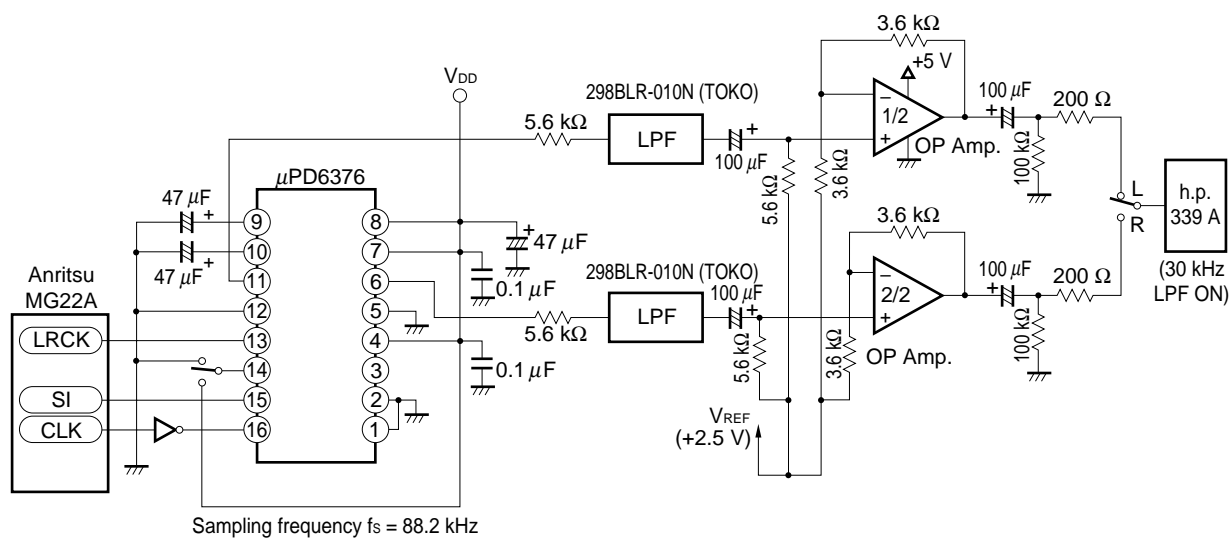 3.6 kΩ
+5 V
VDD
298BLR-010N (TOKO)
5.6 kΩ
LPF
+
100 µF
−
1/2
+
OP Amp.
100 µF
+
200 Ω
100 kΩ
5.6 kΩ
3.6 kΩ
µPD6376
47 µF
+
9
8
+
47 µF
10
7
47 µF
+
0.1 µF
11
6
12
5
13
4
14
3
15
2
16
1
0.1 µF
Anritsu
MG22A
LRCK
SI
CLK
298BLR-010N (TOKO)
5.6 kΩ
LPF
100 µF
+
3.6 kΩ
−
2/2
+
OP Amp.
100 µF
+
200 Ω
100 kΩ
5.6 kΩ
3.6 kΩ
L
R
h.p.
339 A
(30 kHz
LPF ON)
VREF
(+2.5 V)
Sampling frequency fs = 88.2 kHz